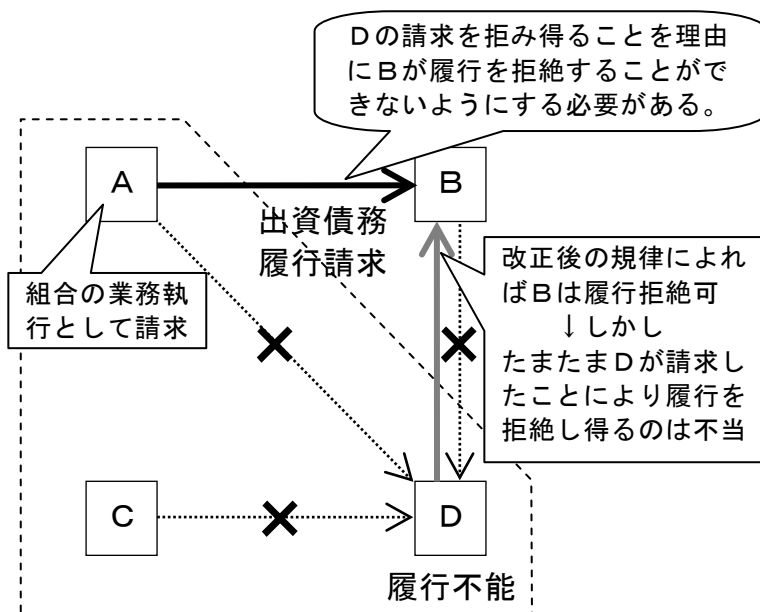 Dの請求を拒み得ることを理由
にBが履行を拒絶することがで
きないようにする必要がある。
A
B
出資債務
履行請求
組合の業務執
行として請求
改正後の規律によれ
ばBは履行拒絶可
↓しかし
たまたまDが請求し
たことにより履行を
拒絶し得るのは不当
C
D
履行不能